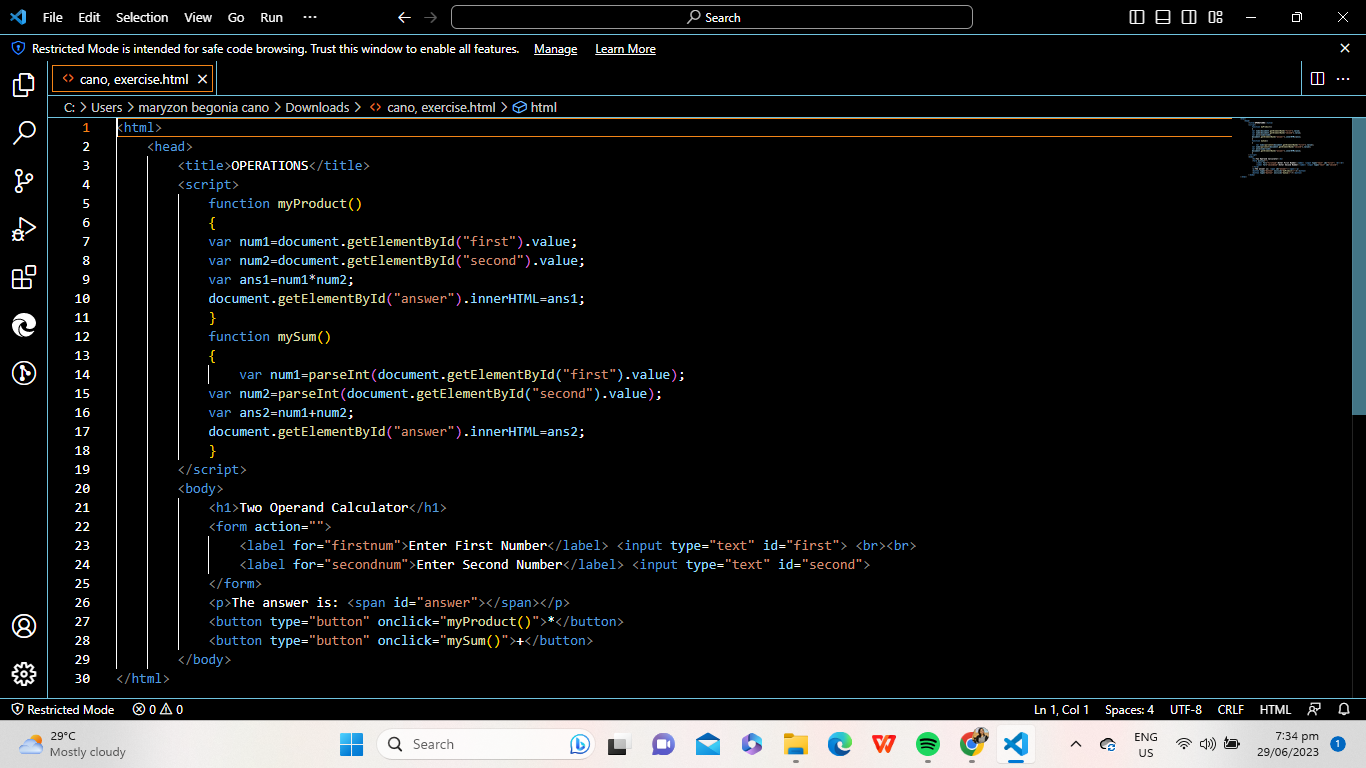 File Edit Selection View Go Run ··· Search
Restricted Mode is intended for safe code browsing. Trust this window to enable all features. Manage Learn More
cano, exercise.html
C: > Users > maryzon begonia cano > Downloads > cano, exercise.html > html
1 <html>
2 <head>
3 <title>OPERATIONS</title>
4 <script>
5 function myProduct()
6 {
7 var num1=document.getElementById("first").value;
8 var num2=document.getElementById("second").value;
9 var ans1=num1*num2;
10 document.getElementById("answer").innerHTML=ans1;
11 }
12 function mySum()
13 {
14 var num1=parseInt(document.getElementById("first").value);
15 var num2=parseInt(document.getElementById("second").value);
16 var ans2=num1+num2;
17 document.getElementById("answer").innerHTML=ans2;
18 }
19 </script>
20 <body>
21 <h1>Two Operand Calculator</h1>
22 <form action="">
23 <label for="firstnum">Enter First Number</label> <input type="text" id="first"> <br><br>
24 <label for="secondnum">Enter Second Number</label> <input type="text" id="second">
25 </form>
26 <p>The answer is: <span id="answer"></span></p>
27 <button type="button" onclick="myProduct()">*</button>
28 <button type="button" onclick="mySum()">+</button>
29 </body>
30 </html>
Restricted Mode 0 0 Ln 1, Col 1 Spaces: 4 UTF-8 CRLF HTML
29°C
Mostly cloudy
Search
ENG
US
7:34 pm
29/06/2023
1